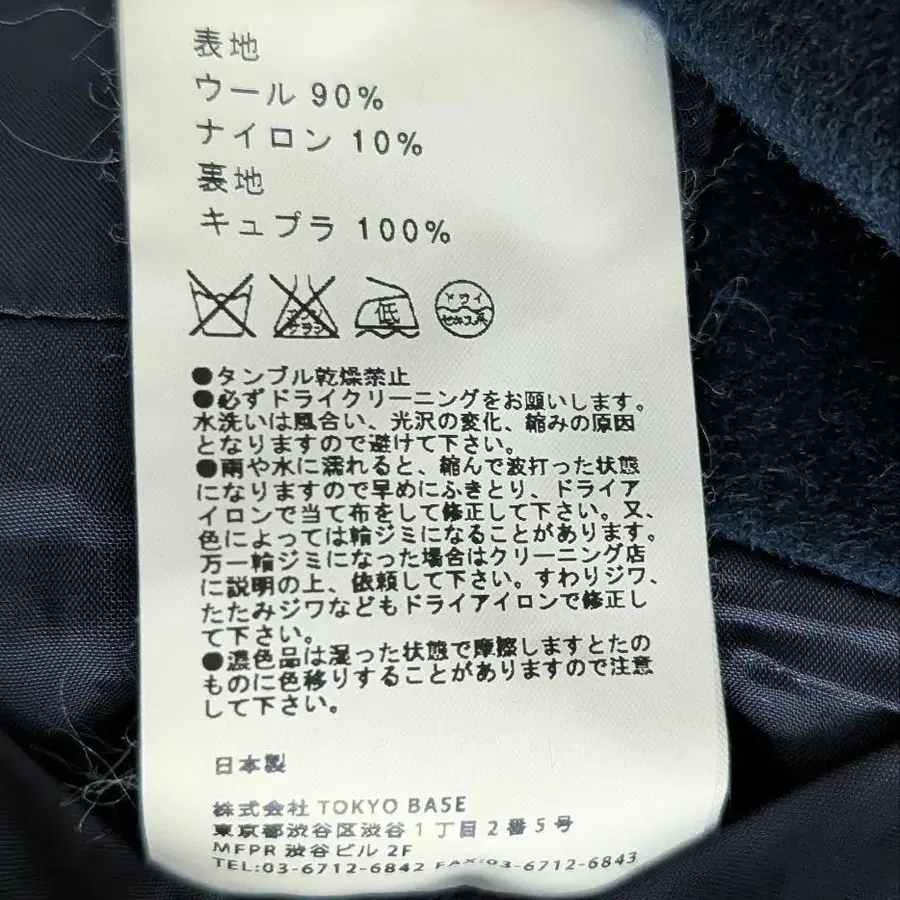 表地
ウール 90%
ナイロン 10%
裏地
キュプラ 100%
エンソサラシ 低 ドライ
セキユ系
●タンブル乾燥禁止
●必ずドライクリーニングをお願いします。
水洗いは風合い、光沢の変化、縮みの原因
となりますので避けて下さい。
●雨や水に濡れると、縮んで波打った状態
になりますので早めにふきとり、ドライア
イロンで当て布をして修正して下さい。又、
色によっては輪ジミになることがあります。
万一輪ジミになった場合はクリーニング店
に説明の上、依頼して下さい。すわりジワ、
たたみジワなどもドライアイロンで修正し
て下さい。
●濃色品は湿った状態で摩擦しますとたの
ものに色移りすることがありますので注意
して下さい。
日本製
株式会社 TOKYO BASE
東京都渋谷区渋谷1丁目2番5号
MFPR 渋谷ビル 2F
TEL:03-6712-6842 FAX:03-6712-6843